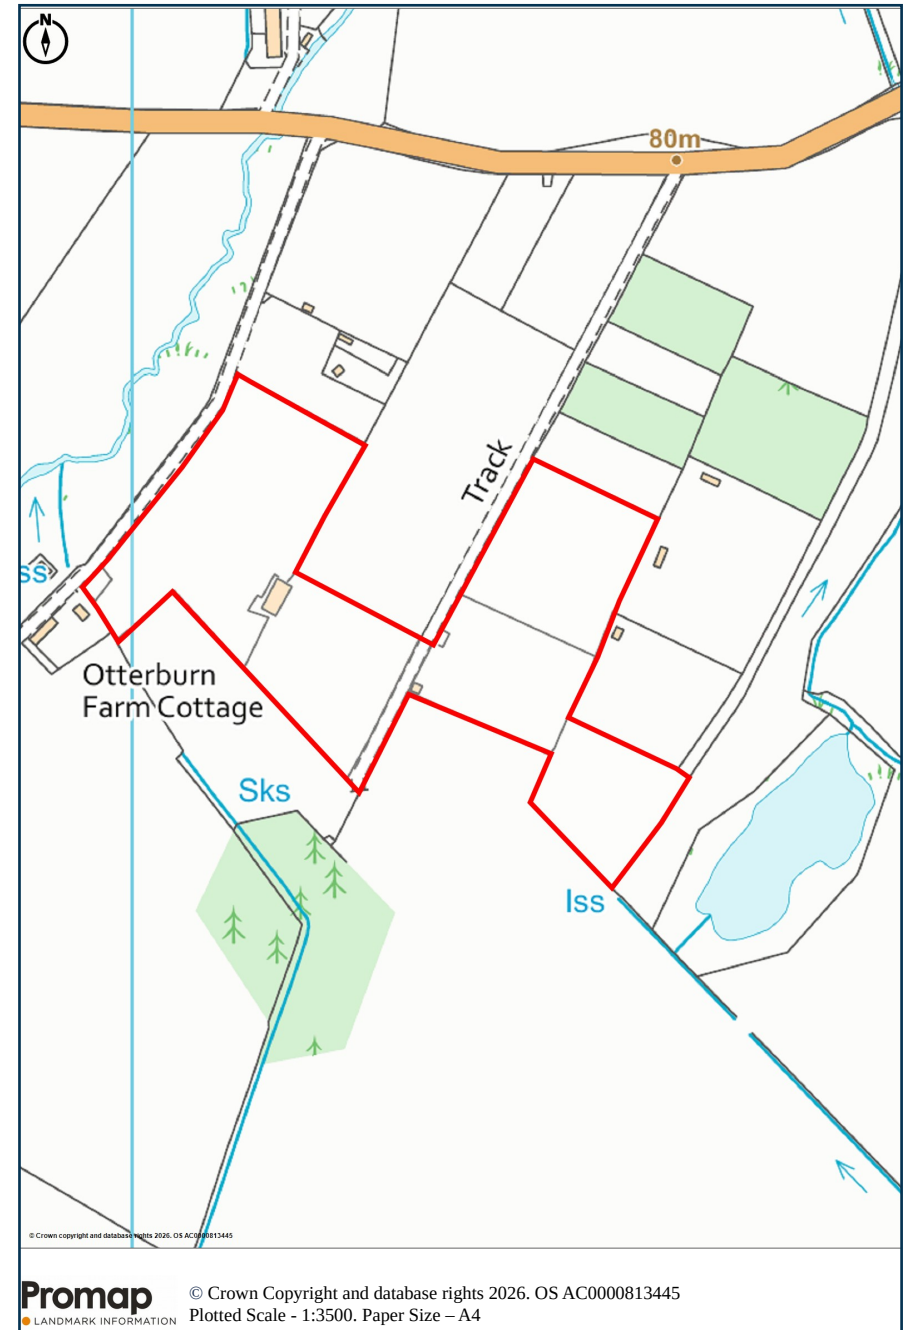 N
80m
Track
ss
Otterburn
Farm Cottage
Sks
Iss
© Crown copyright and database rights 2026. OS AC0000813445
Promap
LANDMARK INFORMATION
© Crown Copyright and database rights 2026. OS AC0000813445
Plotted Scale - 1:3500. Paper Size – A4